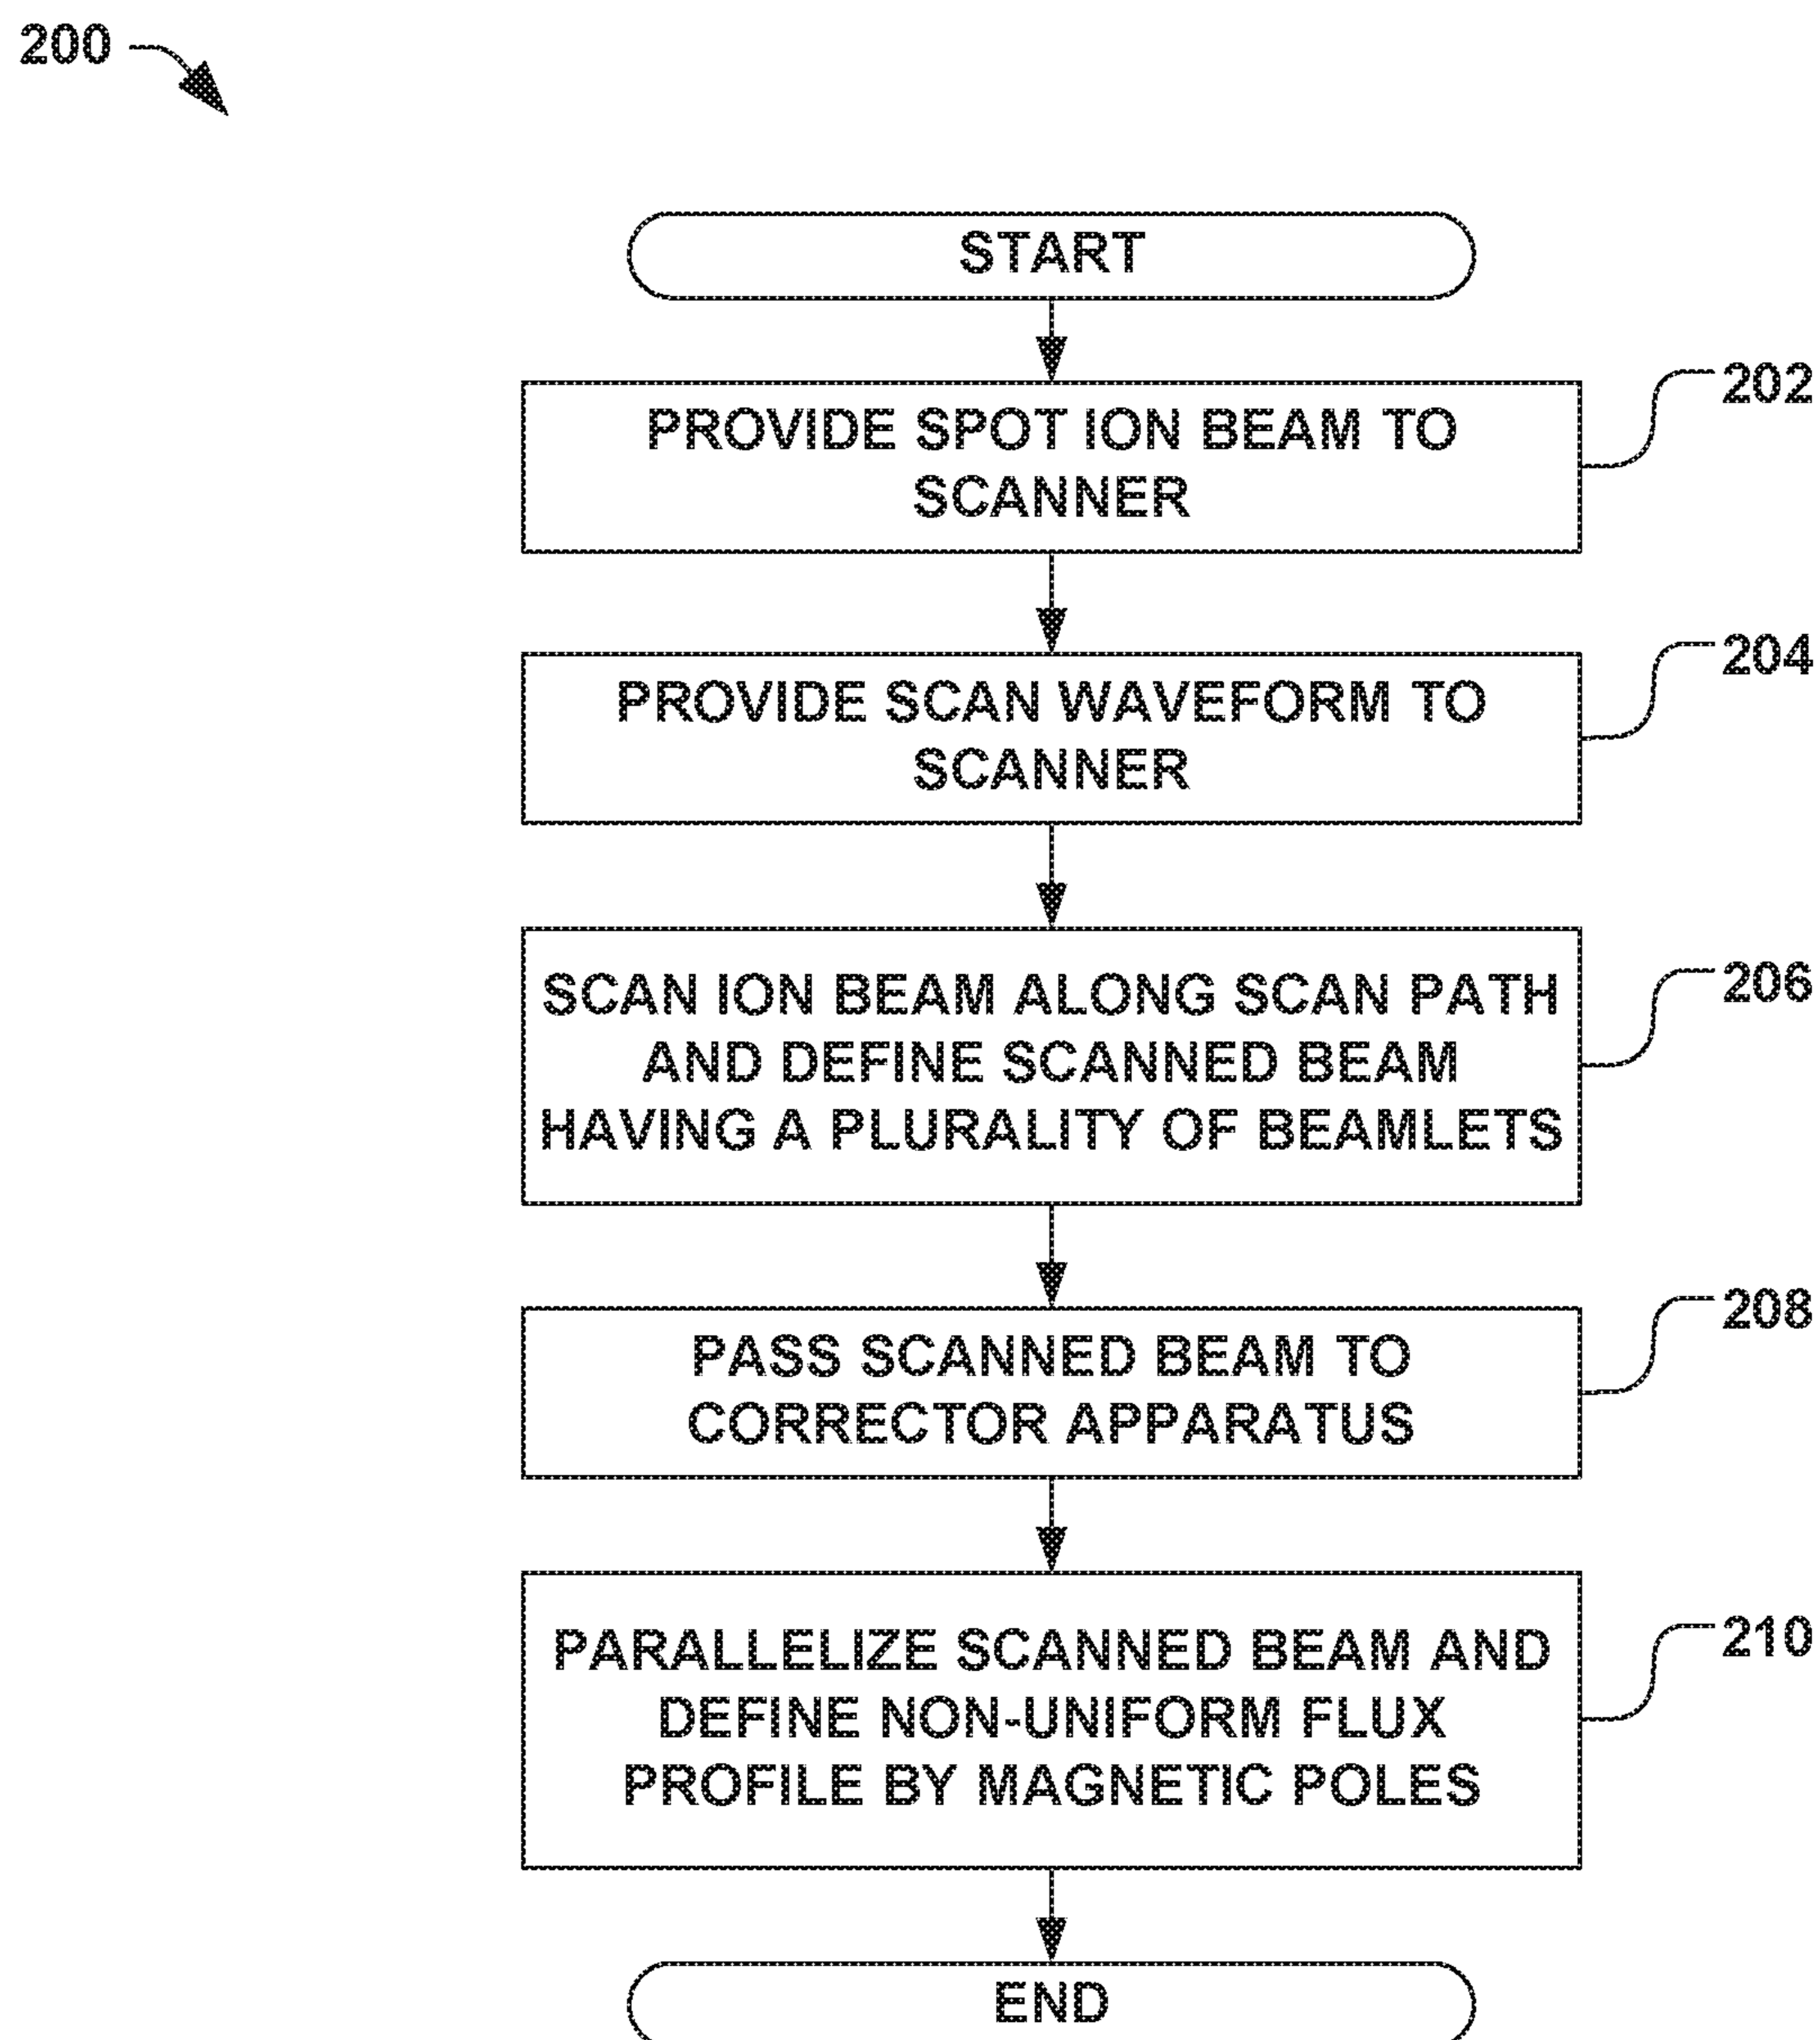 200
START
PROVIDE SPOT ION BEAM TO
SCANNER
202
PROVIDE SCAN WAVEFORM TO
SCANNER
204
SCAN ION BEAM ALONG SCAN PATH
AND DEFINE SCANNED BEAM
HAVING A PLURALITY OF BEAMLETS
206
PASS SCANNED BEAM TO
CORRECTOR APPARATUS
208
PARALLELIZE SCANNED BEAM AND
DEFINE NON-UNIFORM FLUX
PROFILE BY MAGNETIC POLES
210
END